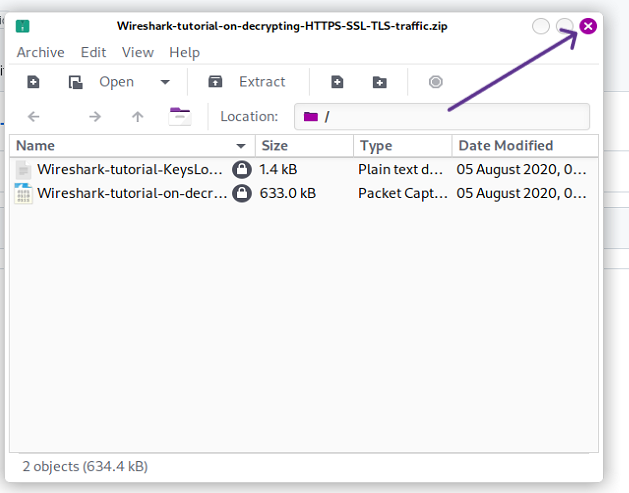 Wireshark-tutorial-on-decrypting-HTTPS-SSL-TLS-traffic.zip
Archive Edit View Help
Open Extract
Location: /
Name Size Type Date Modified
Wireshark-tutorial-KeysLo... 1.4 kB Plain text d... 05 August 2020, 0...
Wireshark-tutorial-on-decr... 633.0 kB Packet Capt... 05 August 2020, 0...
2 objects (634.4 kB)